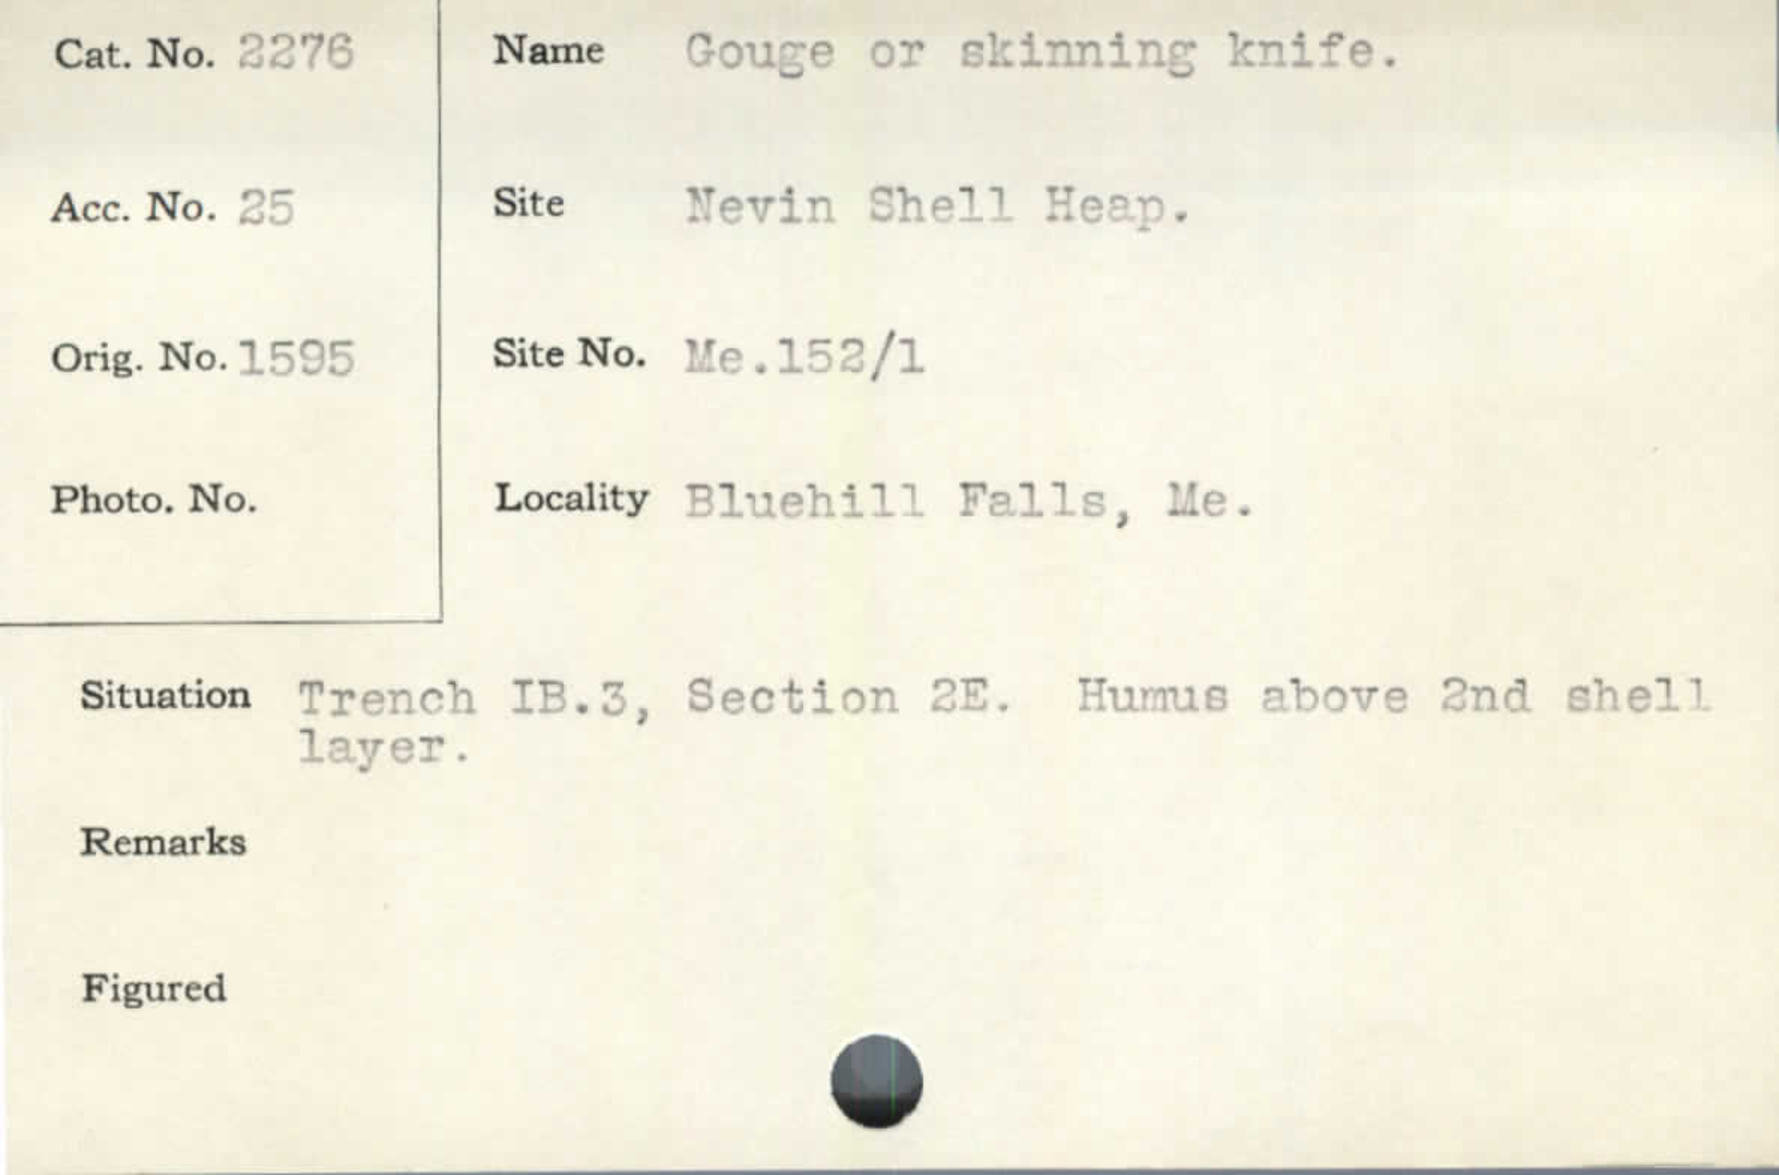 Cat. No. 2276
Name Gouge or skinning knife.
Acc. No. 25
Site Nevin Shell Heap.
Orig. No. 1595
Site No. Me.152/1
Photo. No.
Locality Bluehill Falls, Me.
Situation Trench IB.3, Section 2E. Humus above 2nd shell
layer.
Remarks
Figured